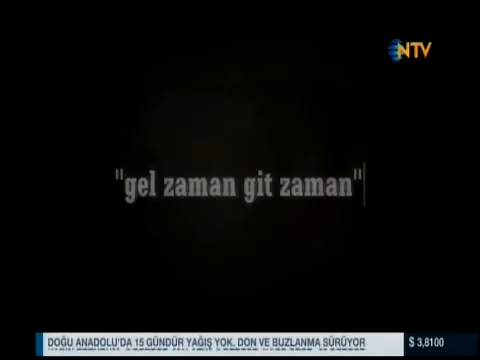 NTV
"gel zaman git zaman"
DOĞU ANADOLU'DA 15 GÜNDÜR YAĞIŞ YOK. DON VE BUZLANMA SÜRÜYOR
$ 3,8100